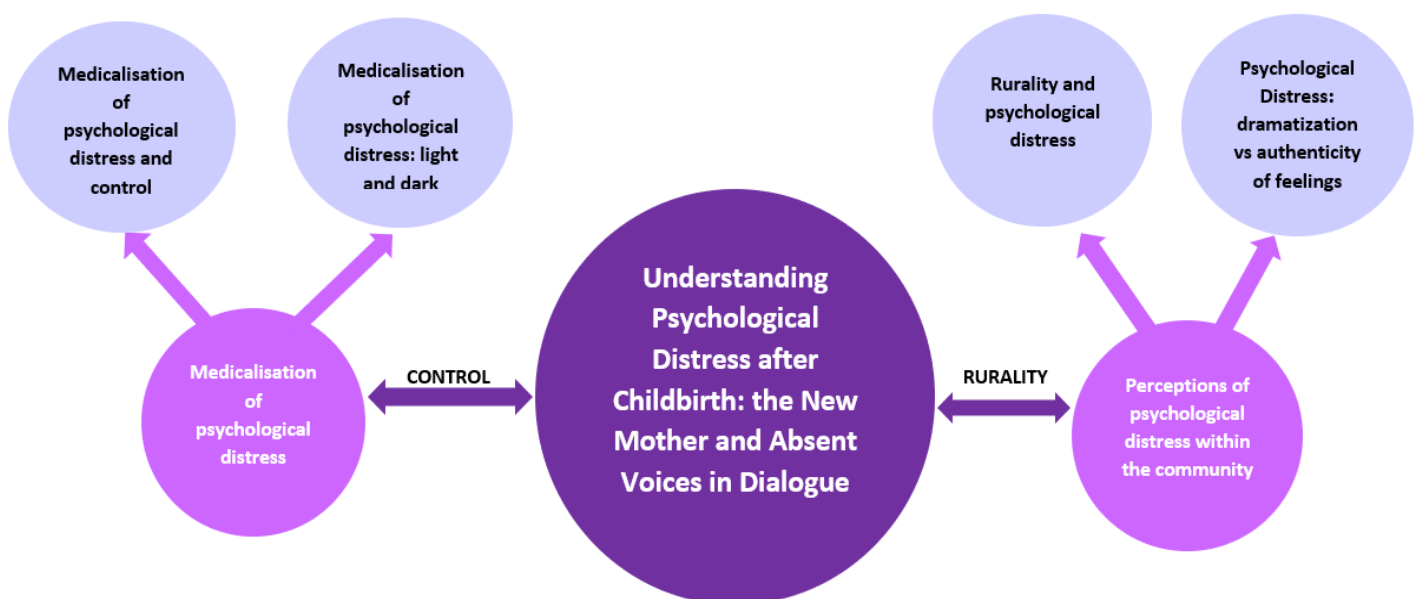 Medicalisation
of
psychological
distress and
control
Medicalisation
of
psychological
distress: light
and dark
Rurality and
psychological
distress
Psychological
Distress:
dramatization
vs authenticity
of feelings
Understanding
Psychological
Distress after
Childbirth: the New
Mother and Absent
Voices in Dialogue
Medicalisation
of
psychological
distress
CONTROL
RURALITY
Perceptions of
psychological
distress within
the community